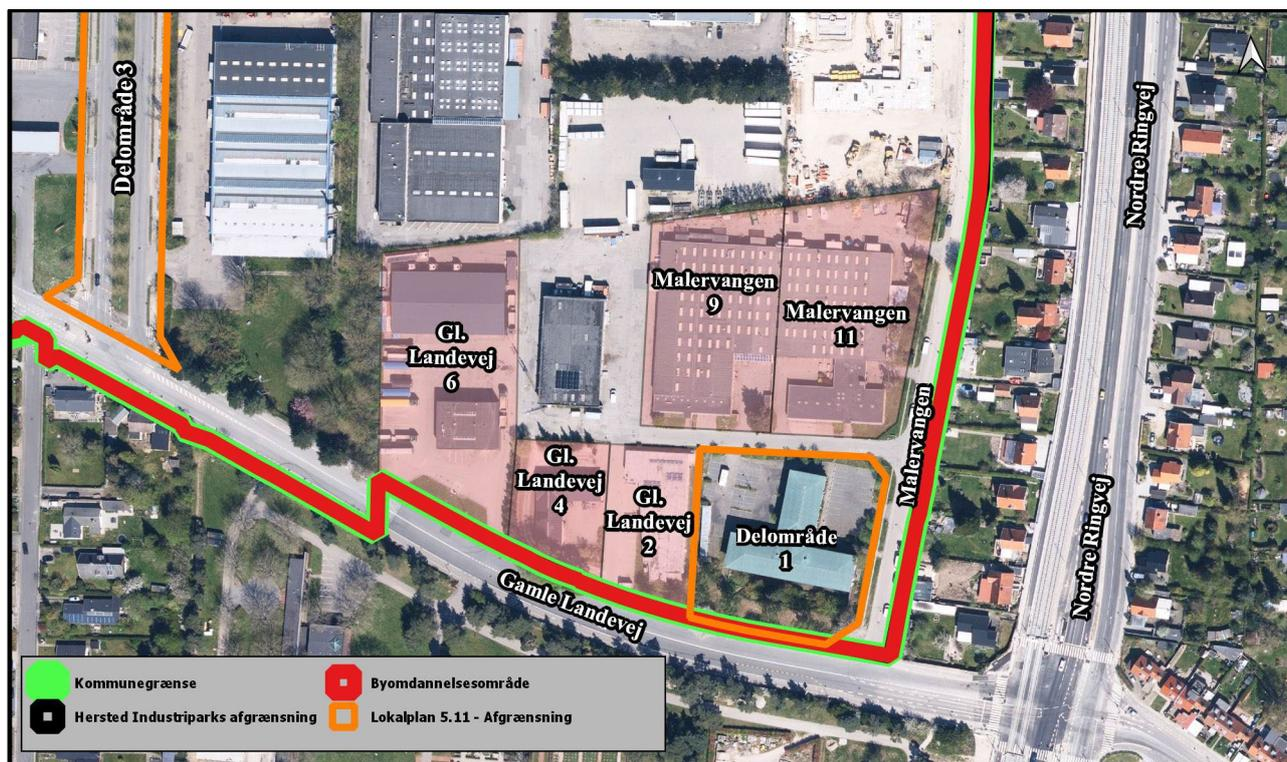 Delområde 3
Nordre Ringvej
Malervangen
9
Malervangen
11
Gl.
Landevej
6
Malervangen
Gl.
Landevej
4
Gl.
Landevej
2
Delområde
1
Nordre Ringvej
Gamle Landevej
Kommunegrænse
Byomdannelsesområde
Hersted Industriparks afgrænsning
Lokalplan 5.11 - Afgrænsning